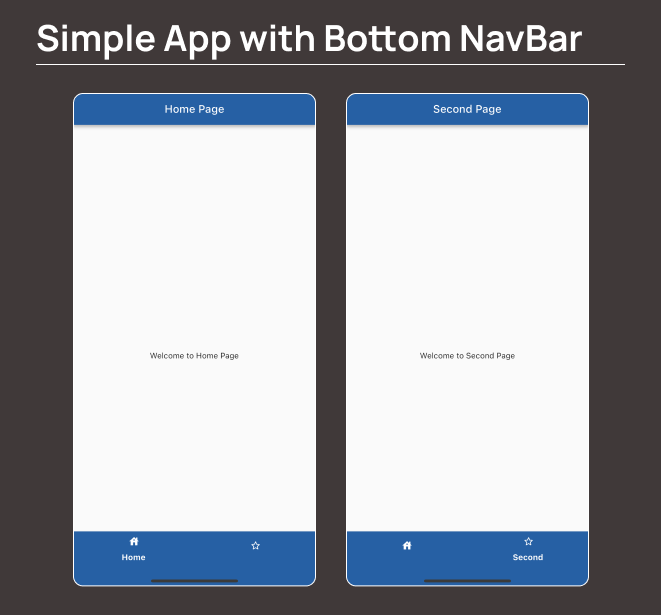 Simple App with Bottom NavBar
Home Page
Welcome to Home Page
Home
Second Page
Welcome to Second Page
Second